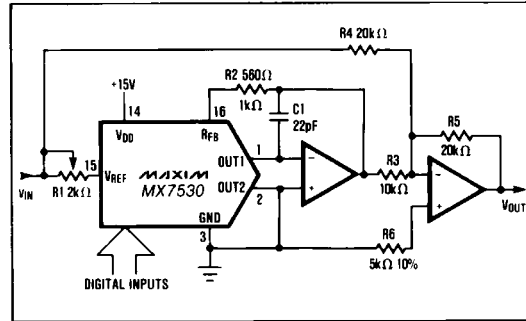 R4 20kΩ
+15V
R2 560Ω
1kΩ
C1
22pF
R5
20kΩ
14
16
VDD
RFB
1
OUT1
OUT2
2
15
VREF
MAXIM
MX7530
VIN
R1 2kΩ
GND
3
R3
10kΩ
VOUT
R6
5kΩ 10%
DIGITAL INPUTS
−
+
−
+